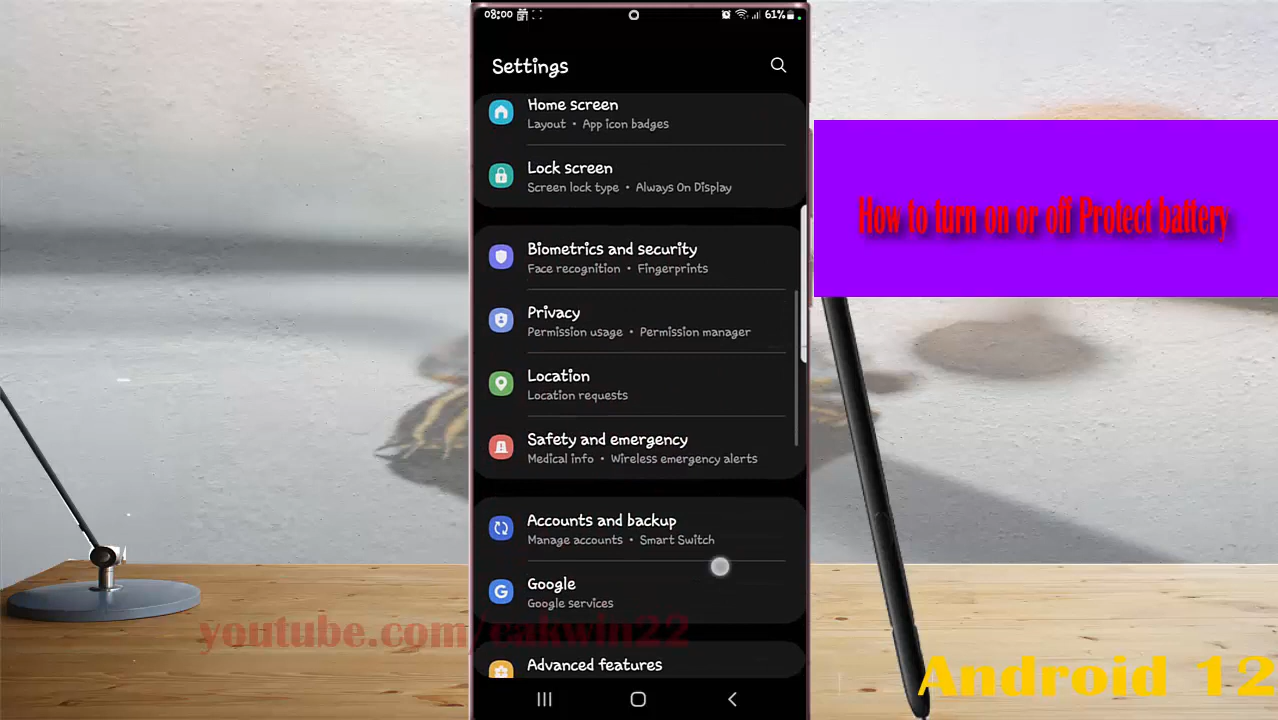 08:00
61%
Settings
Home screen
Layout • App icon badges
Lock screen
Screen lock type • Always On Display
Biometrics and security
Face recognition • Fingerprints
Privacy
Permission usage • Permission manager
Location
Location requests
Safety and emergency
Medical info • Wireless emergency alerts
Accounts and backup
Manage accounts • Smart Switch
Google
Google services
Advanced features
How to turn on or off Protect battery
youtube.com/cakwin22
Android 12